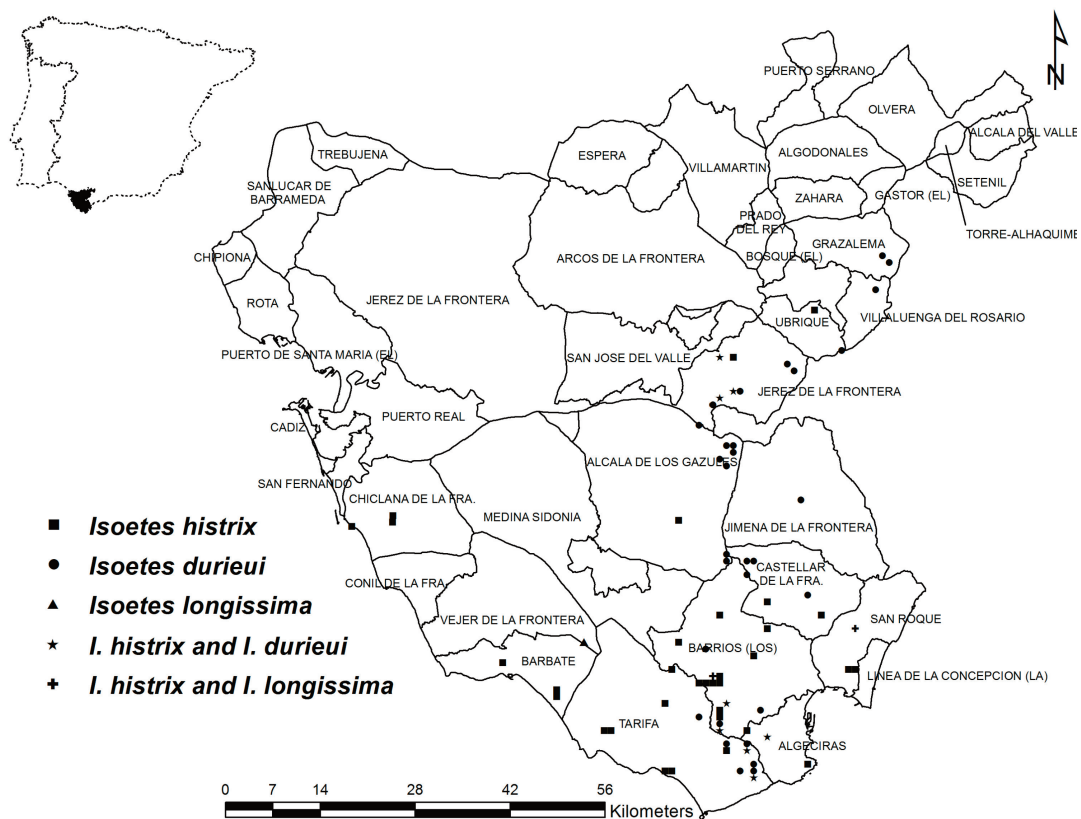 N
PUERTO SERRANO
OLVERA
ALCALA DEL VALLE
TREBUJENA
ESPERA
VILLAMARTIN
ALGODONALES
SETENIL
SANLUCAR DE
BARRAMEDA
ZAHARA
GASTOR (EL)
PRADO
DEL REY
TORRE-ALHAQUIME
CHIPIONA
ARCOS DE LA FRONTERA
BOSQUE (EL)
GRAZALEMA
ROTA
JEREZ DE LA FRONTERA
UBRIQUE
VILLALUENGA DEL ROSARIO
PUERTO DE SANTA MARIA (EL)
SAN JOSE DEL VALLE
JEREZ DE LA FRONTERA
PUERTO REAL
CADIZ
ALCALA DE LOS GAZULES
SAN FERNANDO
CHICLANA DE LA FRA.
MEDINA SIDONIA
JIMENA DE LA FRONTERA
CASTELLAR
DE LA FRA.
CONIL DE LA FRA.
VEJER DE LA FRONTERA
SAN ROQUE
BARRIOS (LOS)
BARBATE
LINEA DE LA CONCEPCION (LA)
TARIFA
ALGECIRAS
Isoetes histrix
Isoetes durieui
Isoetes longissima
I. histrix and I. durieui
I. histrix and I. longissima
0 7 14 28 42 56
Kilometers